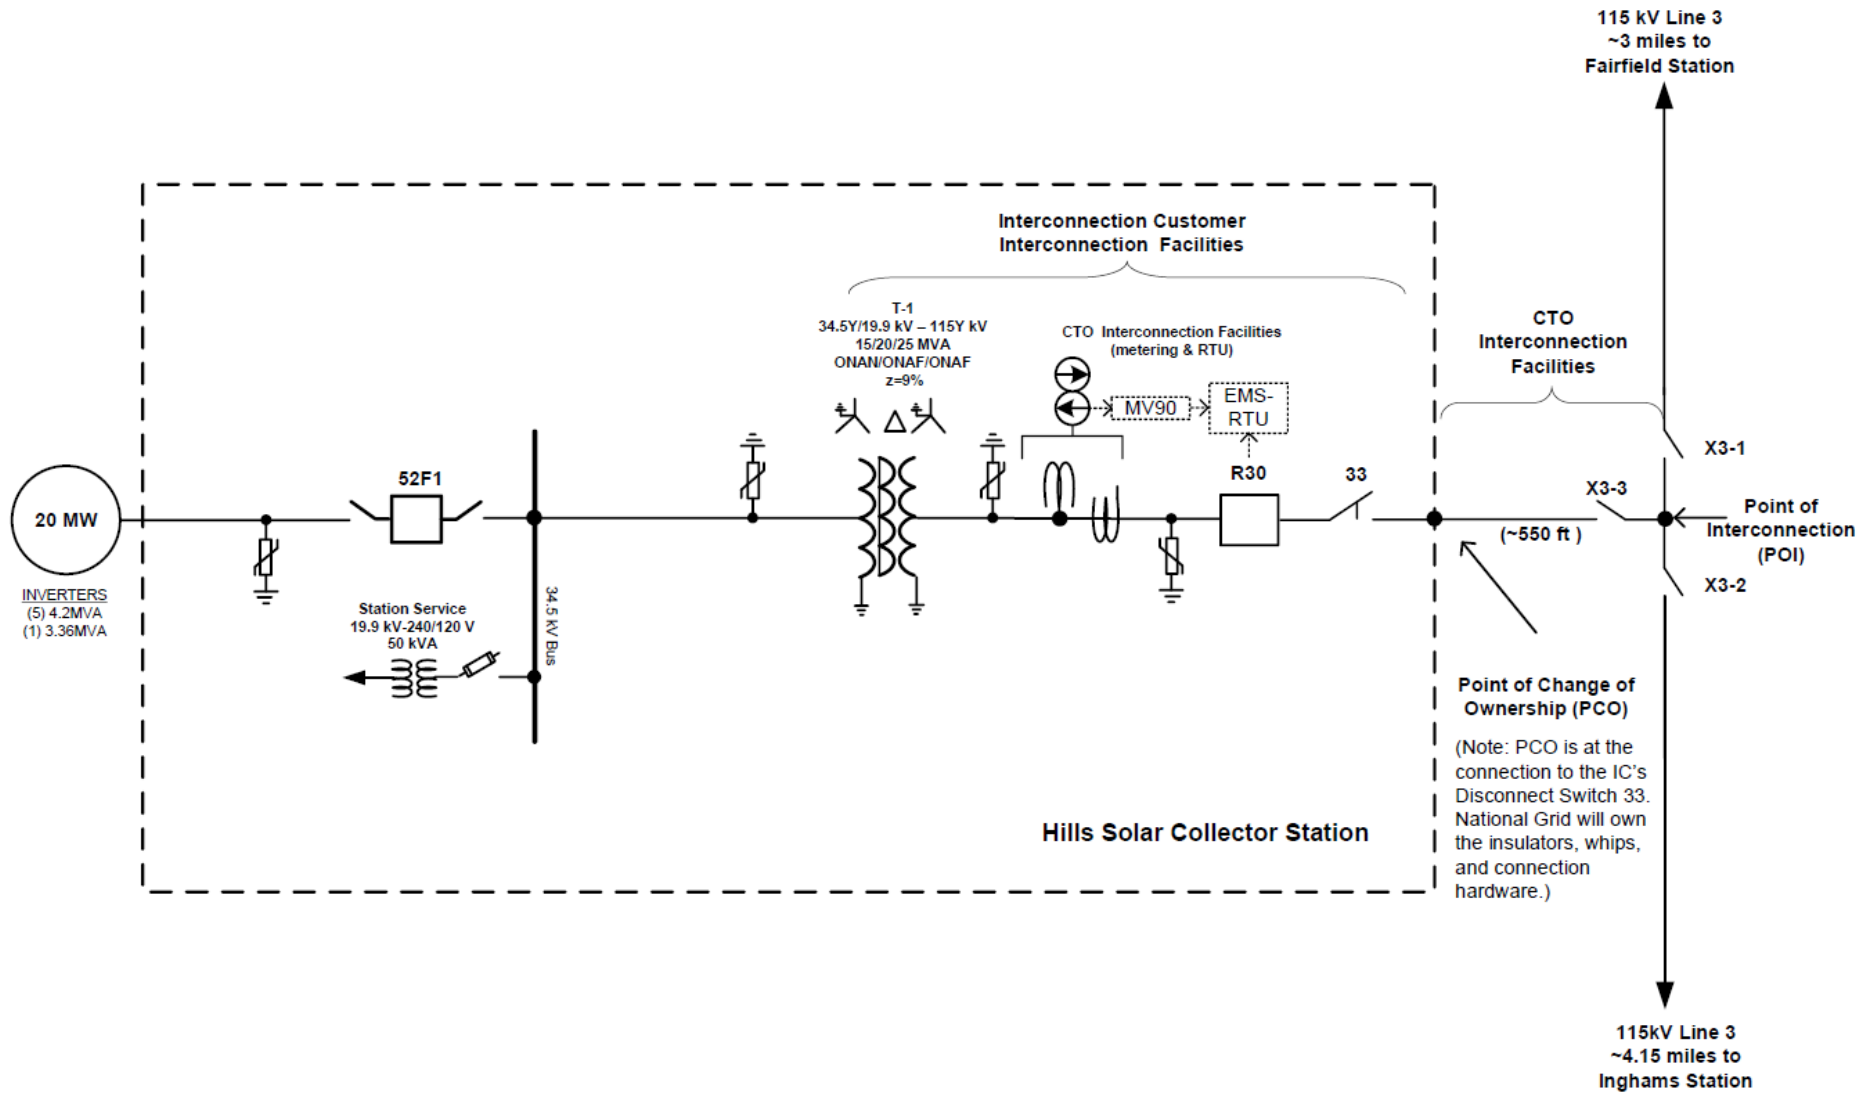 115 kV Line 3
~3 miles to
Fairfield Station
Interconnection Customer
Interconnection Facilities
T-1
34.5Y/19.9 kV – 115Y kV
15/20/25 MVA
ONAN/ONAF/ONAF
z=9%
CTO Interconnection Facilities
(metering & RTU)
MV90
EMS-
RTU
CTO
Interconnection
Facilities
52F1
R30
33
X3-1
X3-3
20 MW
(~550 ft )
Point of
Interconnection
(POI)
X3-2
INVERTERS
(5) 4.2MVA
(1) 3.36MVA
Station Service
19.9 kV-240/120 V
50 kVA
34.5 kV Bus
Point of Change of
Ownership (PCO)
(Note: PCO is at the
connection to the IC's
Disconnect Switch 33.
National Grid will own
the insulators, whips,
and connection
hardware.)
Hills Solar Collector Station
115kV Line 3
~4.15 miles to
Inghams Station